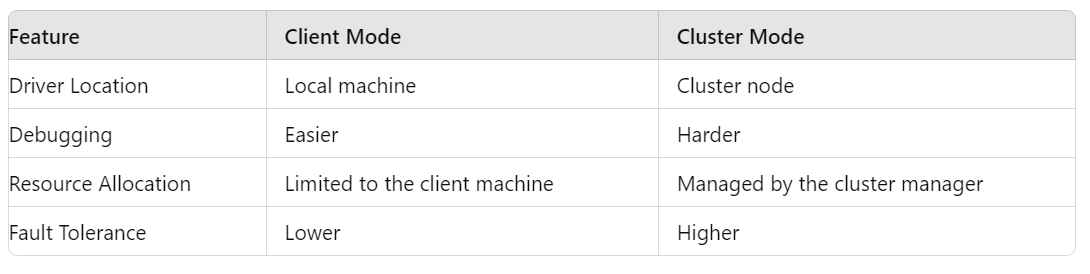 Feature Client Mode Cluster Mode
Driver Location Local machine Cluster node
Debugging Easier Harder
Resource Allocation Limited to the client machine Managed by the cluster manager
Fault Tolerance Lower Higher